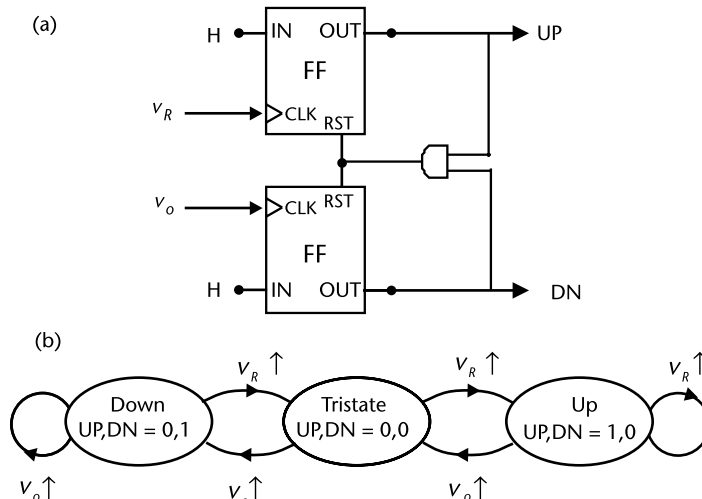 (a)
H
IN
OUT
UP
FF
v_R
CLK
RST
v_o
CLK
RST
FF
H
IN
OUT
DN
(b)
v_R ↑
v_R ↑
v_R ↑
Down
UP,DN = 0,1
Tristate
UP,DN = 0,0
Up
UP,DN = 1,0
v_o ↑
v_o ↑
v_o ↑